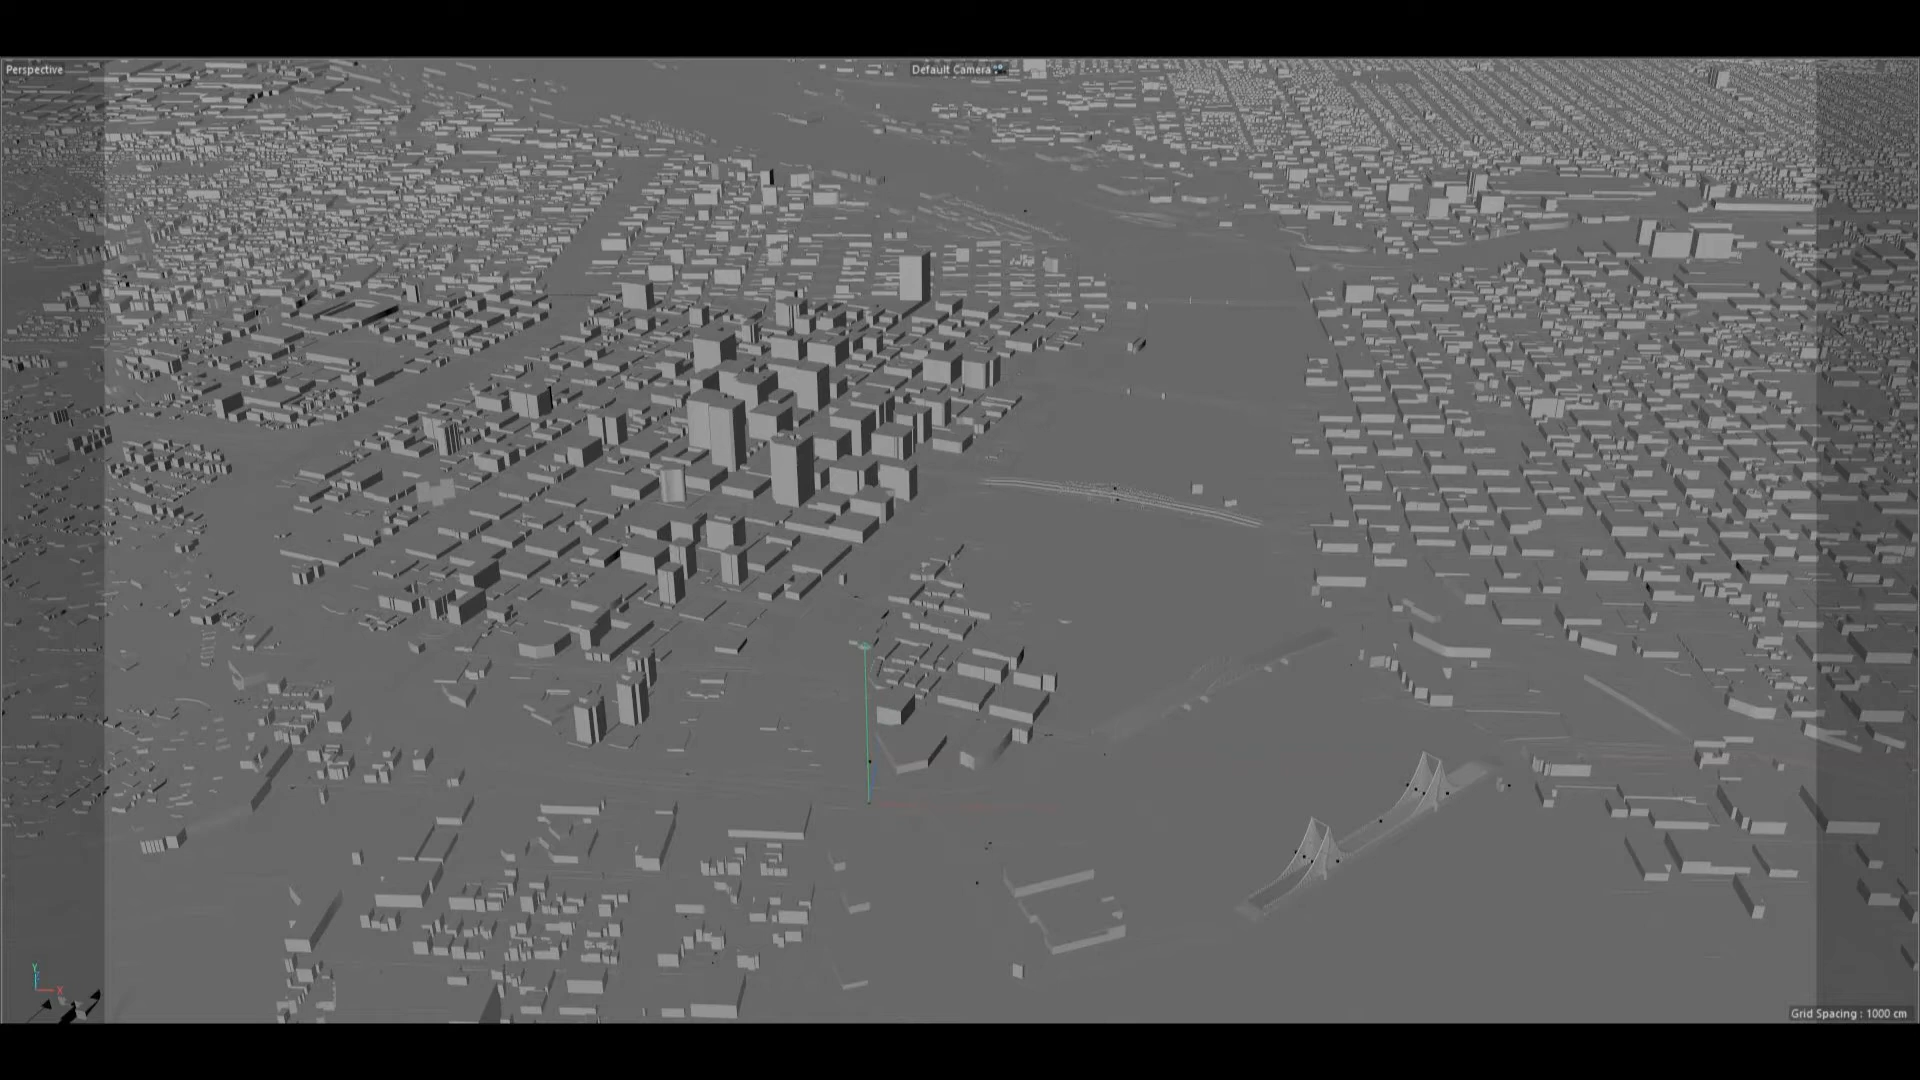 Perspective
Default Camera
Y
X
Grid Spacing : 1000 cm